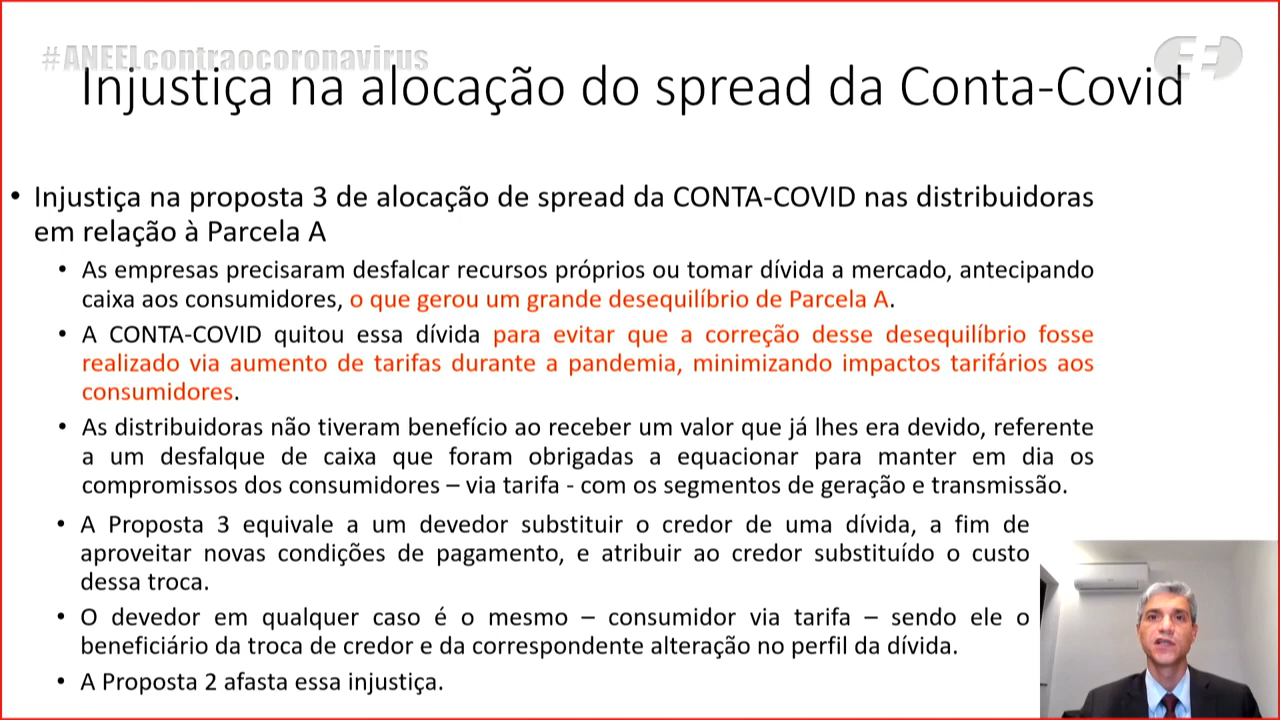 #ANEELcontraocoronavirus
Injustiça na alocação do spread da Conta-Covid
• Injustiça na proposta 3 de alocação de spread da CONTA-COVID nas distribuidoras
em relação à Parcela A
• As empresas precisaram desfalcar recursos próprios ou tomar dívida a mercado, antecipando
caixa aos consumidores, o que gerou um grande desequilíbrio de Parcela A.
• A CONTA-COVID quitou essa dívida para evitar que a correção desse desequilíbrio fosse
realizado via aumento de tarifas durante a pandemia, minimizando impactos tarifários aos
consumidores.
• As distribuidoras não tiveram benefício ao receber um valor que já lhes era devido, referente
a um desfalque de caixa que foram obrigadas a equacionar para manter em dia os
compromissos dos consumidores – via tarifa - com os segmentos de geração e transmissão.
• A Proposta 3 equivale a um devedor substituir o credor de uma dívida, a fim de
aproveitar novas condições de pagamento, e atribuir ao credor substituído o custo
dessa troca.
• O devedor em qualquer caso é o mesmo – consumidor via tarifa – sendo ele o
beneficiário da troca de credor e da correspondente alteração no perfil da dívida.
• A Proposta 2 afasta essa injustiça.